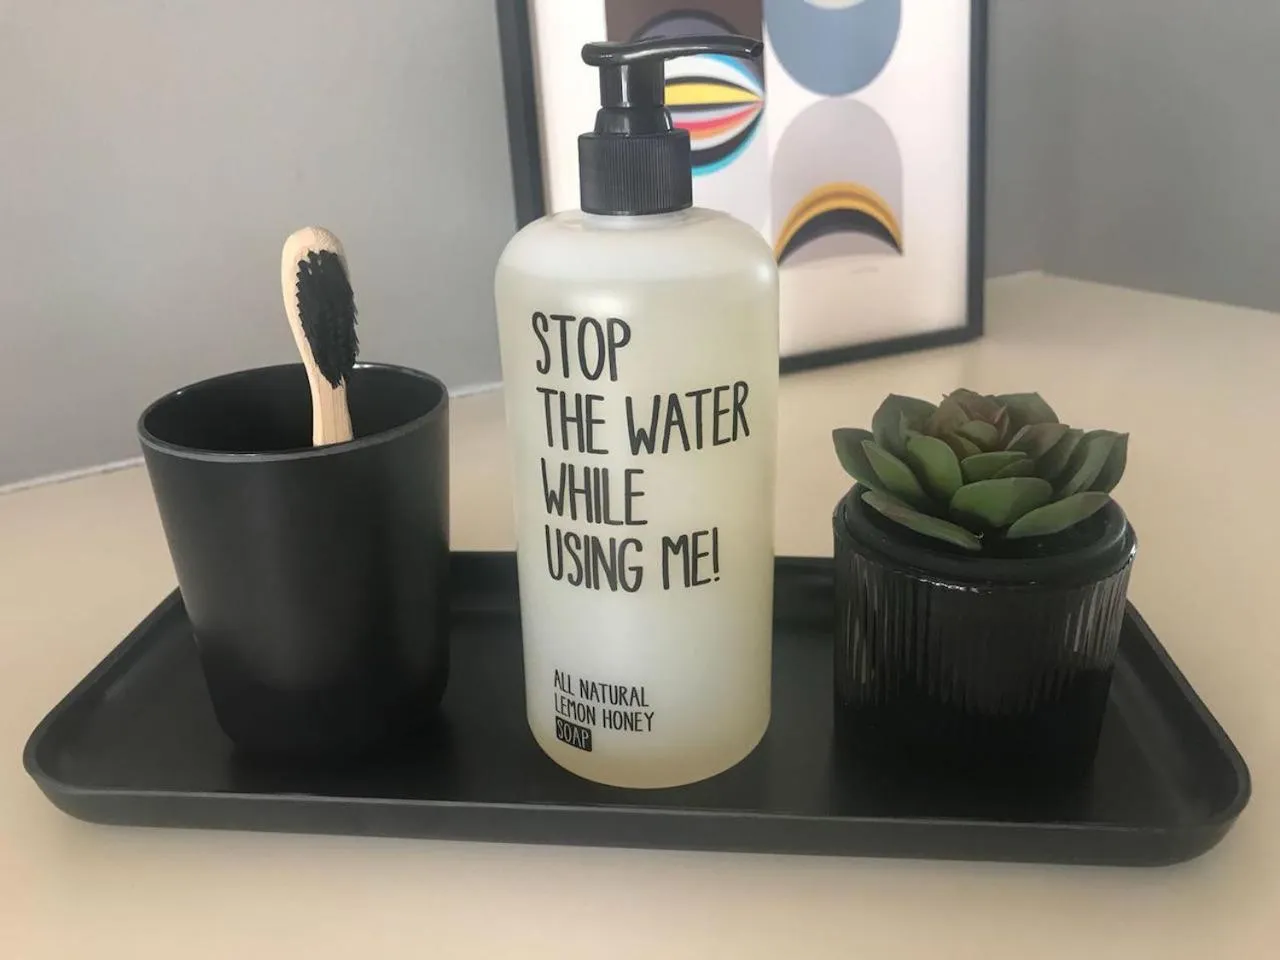 STOP
THE WATER
WHILE
USING ME!
ALL NATURAL
LEMON HONEY
SOAP